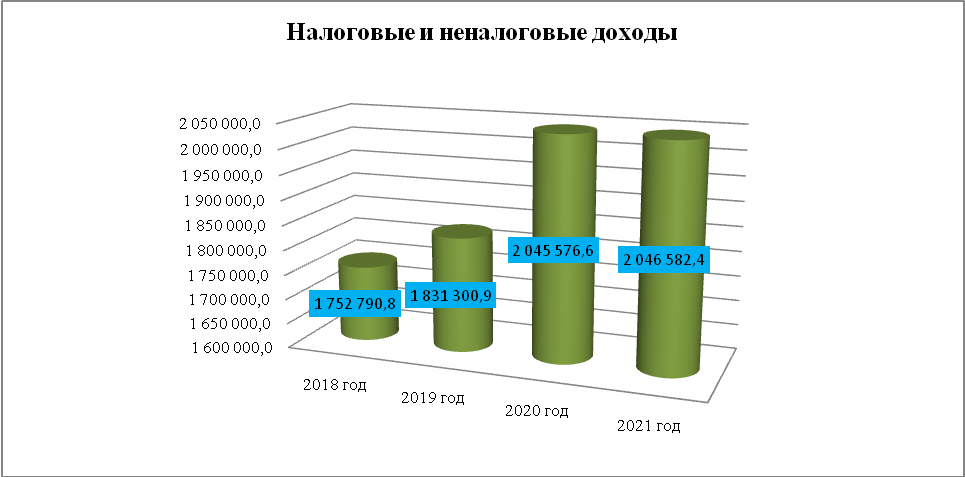 Налоговые и неналоговые доходы
2 050 000,0
2 000 000,0
1 950 000,0
1 900 000,0
1 850 000,0
1 800 000,0
1 750 000,0
1 700 000,0
1 650 000,0
1 600 000,0
1 752 790,8
1 831 300,9
2 045 576,6
2 046 582,4
2018 год
2019 год
2020 год
2021 год